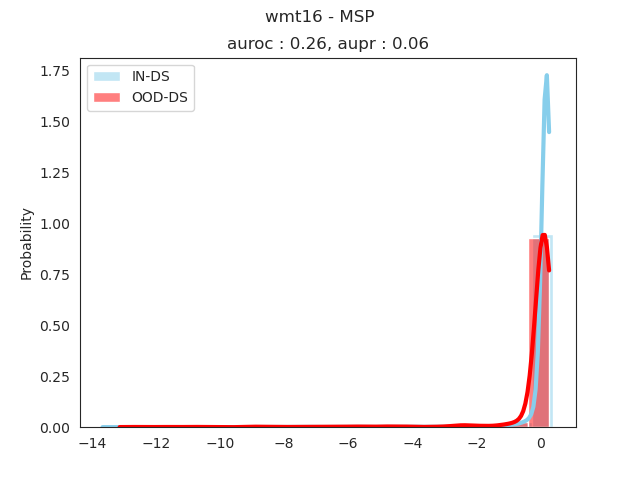 wmt16 - MSP
auroc : 0.26, aupr : 0.06
IN-DS
OOD-DS
Probability
1.75
1.50
1.25
1.00
0.75
0.50
0.25
0.00
−14 −12 −10 −8 −6 −4 −2 0